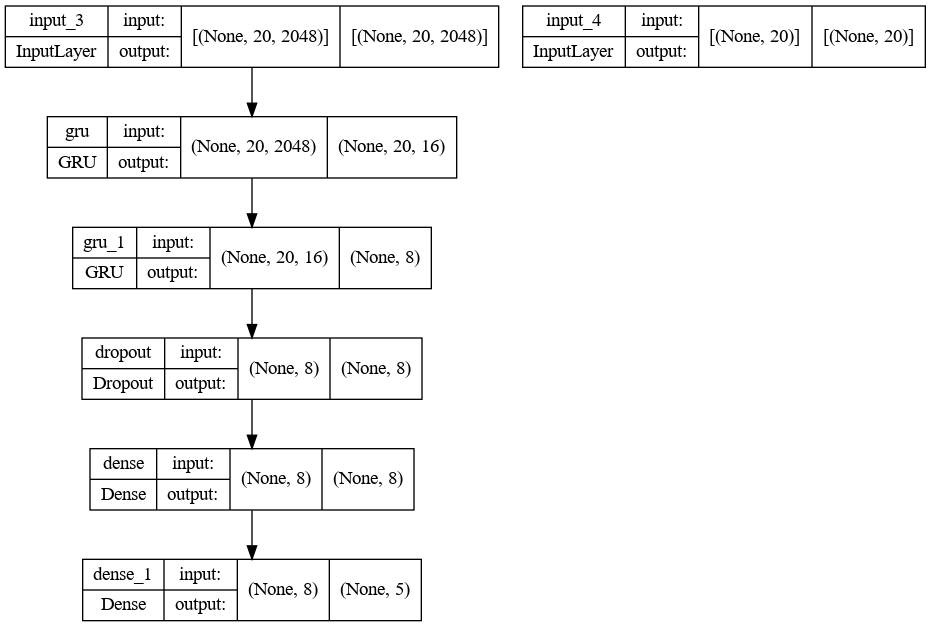 input_3 input: [(None, 20, 2048)] [(None, 20, 2048)]
InputLayer output:
input_4 input: [(None, 20)] [(None, 20)]
InputLayer output:
gru input: (None, 20, 2048) (None, 20, 16)
GRU output:
gru_1 input: (None, 20, 16) (None, 8)
GRU output:
dropout input: (None, 8) (None, 8)
Dropout output:
dense input: (None, 8) (None, 8)
Dense output:
dense_1 input: (None, 8) (None, 5)
Dense output: